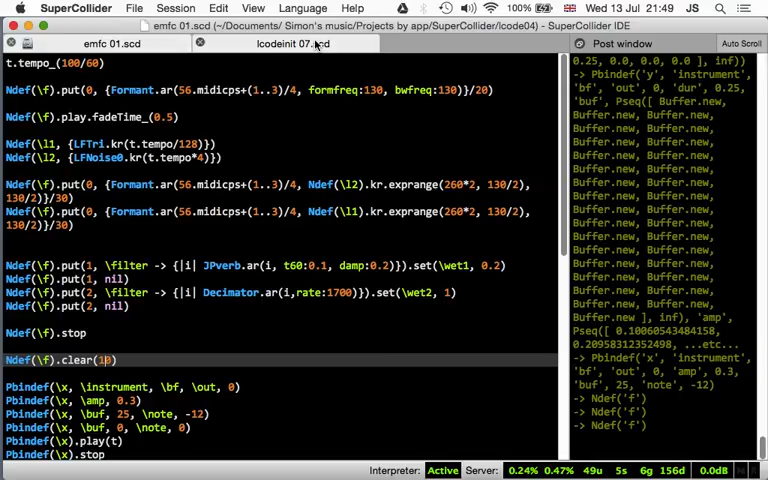 SuperCollider File Session Edit View Language Help JS 100% Wed 13 Jul 21:49
emfc 01.scd (~/Documents/ Simon's music/Projects by app/SuperCollider/lcode04) - SuperCollider IDE
emfc 01.scd lcodeinit 07.scd Post window Auto Scroll
t.tempo_(100/60)
Ndef(\f).put(0, {Formant.ar(56.midicps+(1..3)/4, formfreq:130, bwfreq:130)}/20)
Ndef(\f).play.fadeTime_(0.5)
Ndef(\l1, {LFTri.kr(t.tempo/128)})
Ndef(\l2, {LFNoise0.kr(t.tempo*4)})
Ndef(\f).put(0, {Formant.ar(56.midicps+(1..3)/4, Ndef(\l2).kr.exprange(260*2, 130/2),
130/2)}/30)
Ndef(\f).put(0, {Formant.ar(56.midicps+(1..3)/4, Ndef(\l1).kr.exprange(260*2, 130/2),
130/2)}/30)
Ndef(\f).put(1, \filter -> {|i| JPverb.ar(i, t60:0.1, damp:0.2)}).set(\wet1, 0.2)
Ndef(\f).put(1, nil)
Ndef(\f).put(2, \filter -> {|i| Decimator.ar(i,rate:1700)}).set(\wet2, 1)
Ndef(\f).put(2, nil)
Ndef(\f).stop
Ndef(\f).clear(10)
Pbindef(\x, \instrument, \bf, \out, 0)
Pbindef(\x, \amp, 0.3)
Pbindef(\x, \buf, 25, \note, -12)
Pbindef(\x, \buf, 0, \note, 0)
Pbindef(\x).play(t)
Pbindef(\x).stop
0.25, 0.0, 0.0, 0.0 ], inf))
-> Pbindef('y', 'instrument',
'bf', 'out', 0, 'dur', 0.25,
'buf', Pseq([ Buffer.new,
Buffer.new, Buffer.new,
Buffer.new, Buffer.new,
Buffer.new, Buffer.new,
Buffer.new, Buffer.new,
Buffer.new, Buffer.new,
Buffer.new, Buffer.new,
Buffer.new, Buffer.new,
Buffer.new, Buffer.new,
Buffer.new, Buffer.new,
Buffer.new, Buffer.new,
Buffer.new, Buffer.new,
Buffer.new, Buffer.new,
Buffer.new, Buffer.new,
Buffer.new, Buffer.new,
Buffer.new ], inf), 'amp',
Pseq([ 0.10060543484158,
0.20958312352498, ...etc...
-> Pbindef('x', 'instrument',
'bf', 'out', 0, 'amp', 0.3,
'buf', 25, 'note', -12)
-> Ndef('f')
-> Ndef('f')
-> Ndef('f')
Interpreter: Active Server: 0.24% 0.47% 49u 5s 6g 156d 0.0dB